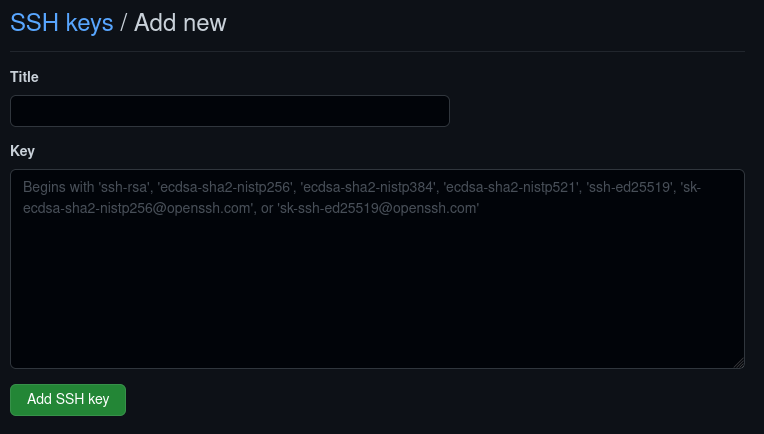 SSH keys / Add new
Title
Key
Begins with 'ssh-rsa', 'ecdsa-sha2-nistp256', 'ecdsa-sha2-nistp384', 'ecdsa-sha2-nistp521', 'ssh-ed25519', 'sk-
ecdsa-sha2-nistp256@openssh.com', or 'sk-ssh-ed25519@openssh.com'
Add SSH key